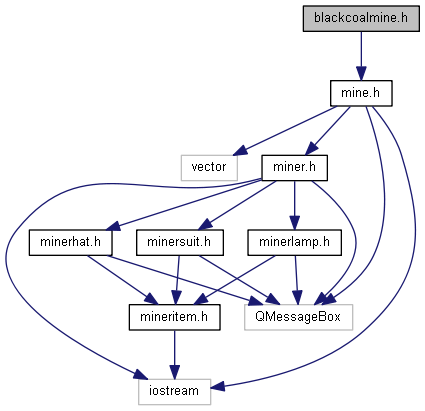 blackcoalmine.h
mine.h
vector
miner.h
minerhat.h
minersuit.h
minerlamp.h
mineritem.h
QMessageBox
iostream